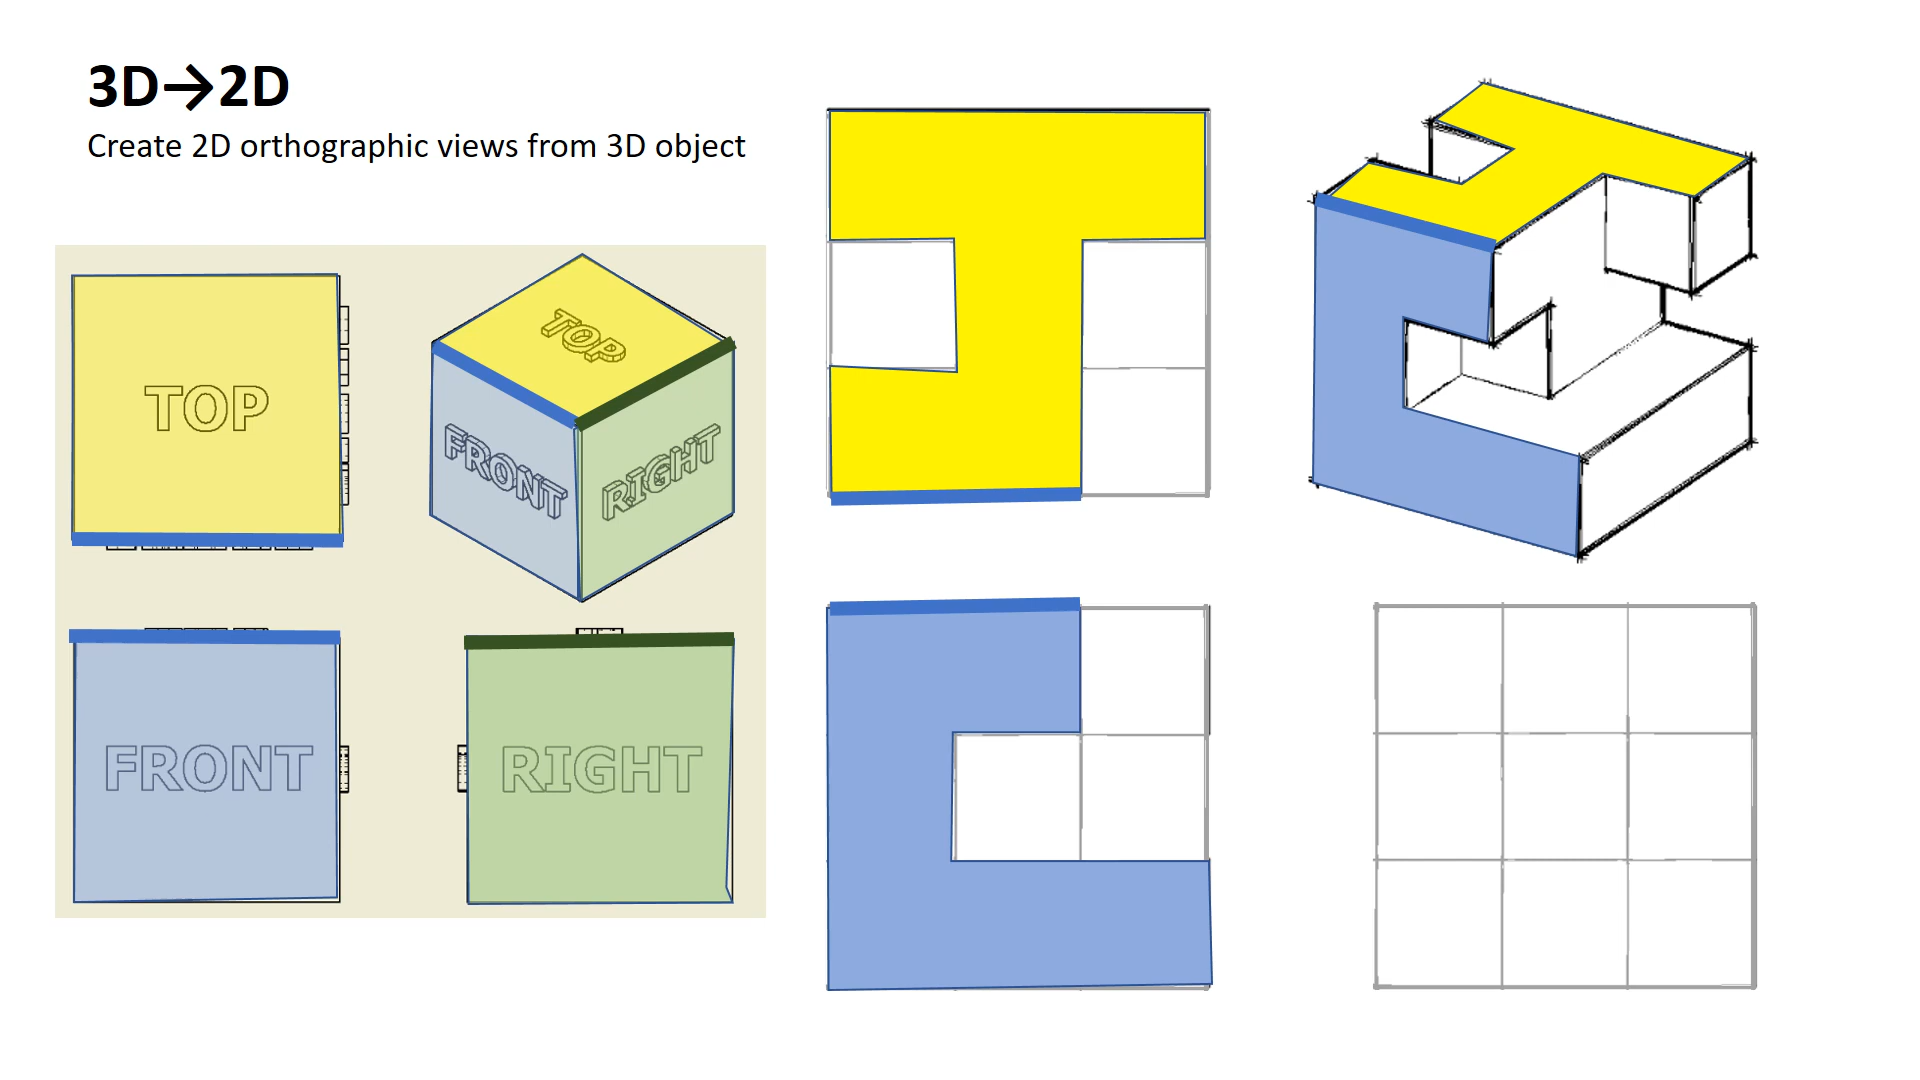 3D→2D
Create 2D orthographic views from 3D object
TOP
TOP
FRONT
RIGHT
FRONT
RIGHT